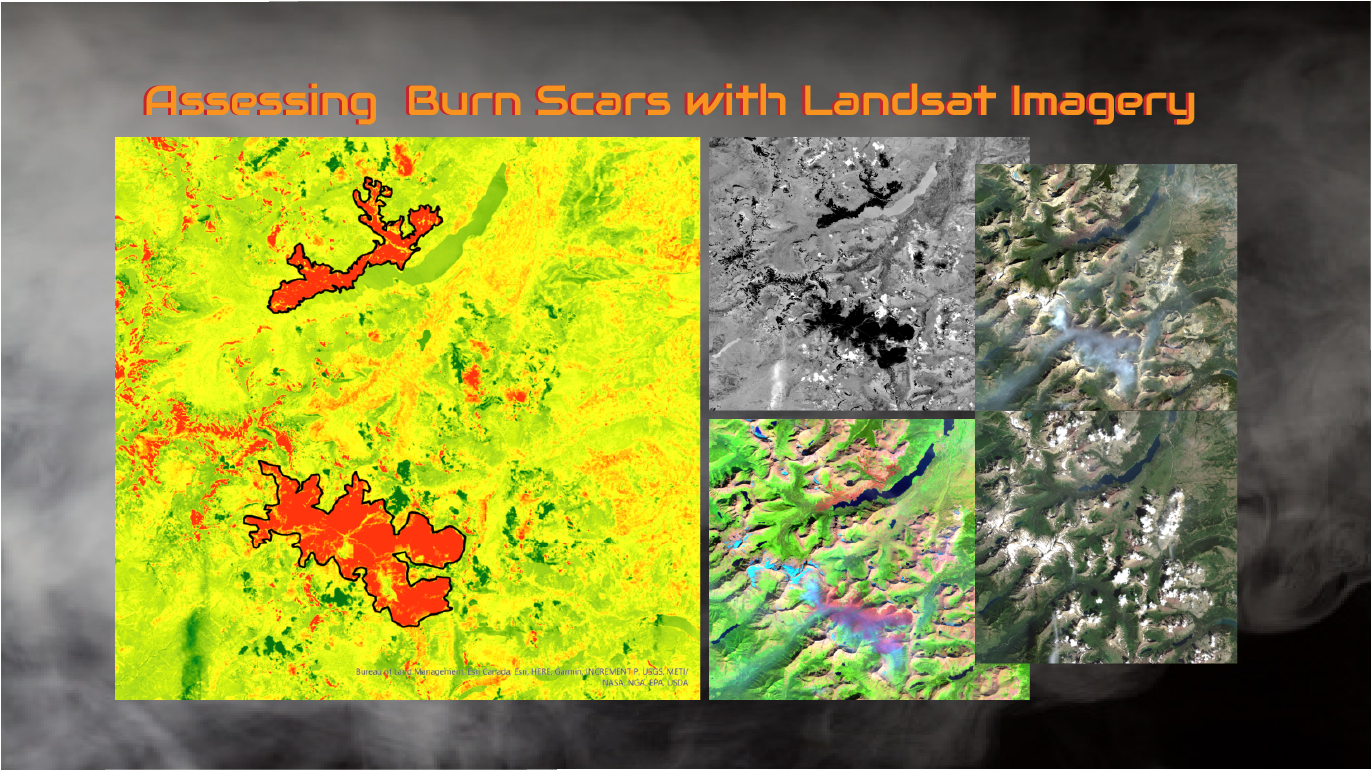 Assessing Burn Scars with Landsat Imagery
Bureau of Land Management, Esri Canada, Esri, HERE, Garmin, INCREMENT P, USGS, METI/
NASA, NGA, EPA, USDA